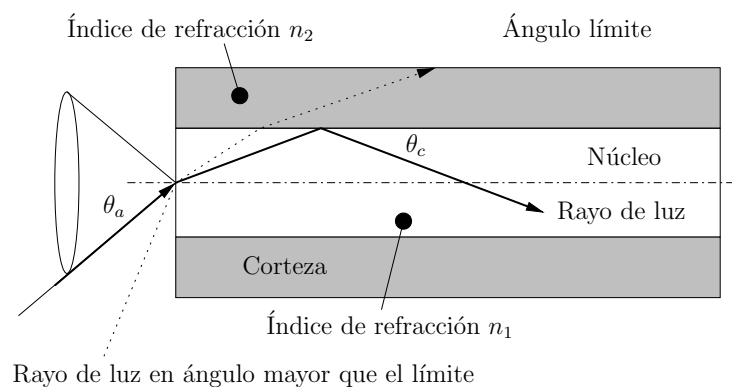 Índice de refracción n₂
Ángulo límite
θc
Núcleo
θa
Rayo de luz
Corteza
Índice de refracción n₁
Rayo de luz en ángulo mayor que el límite